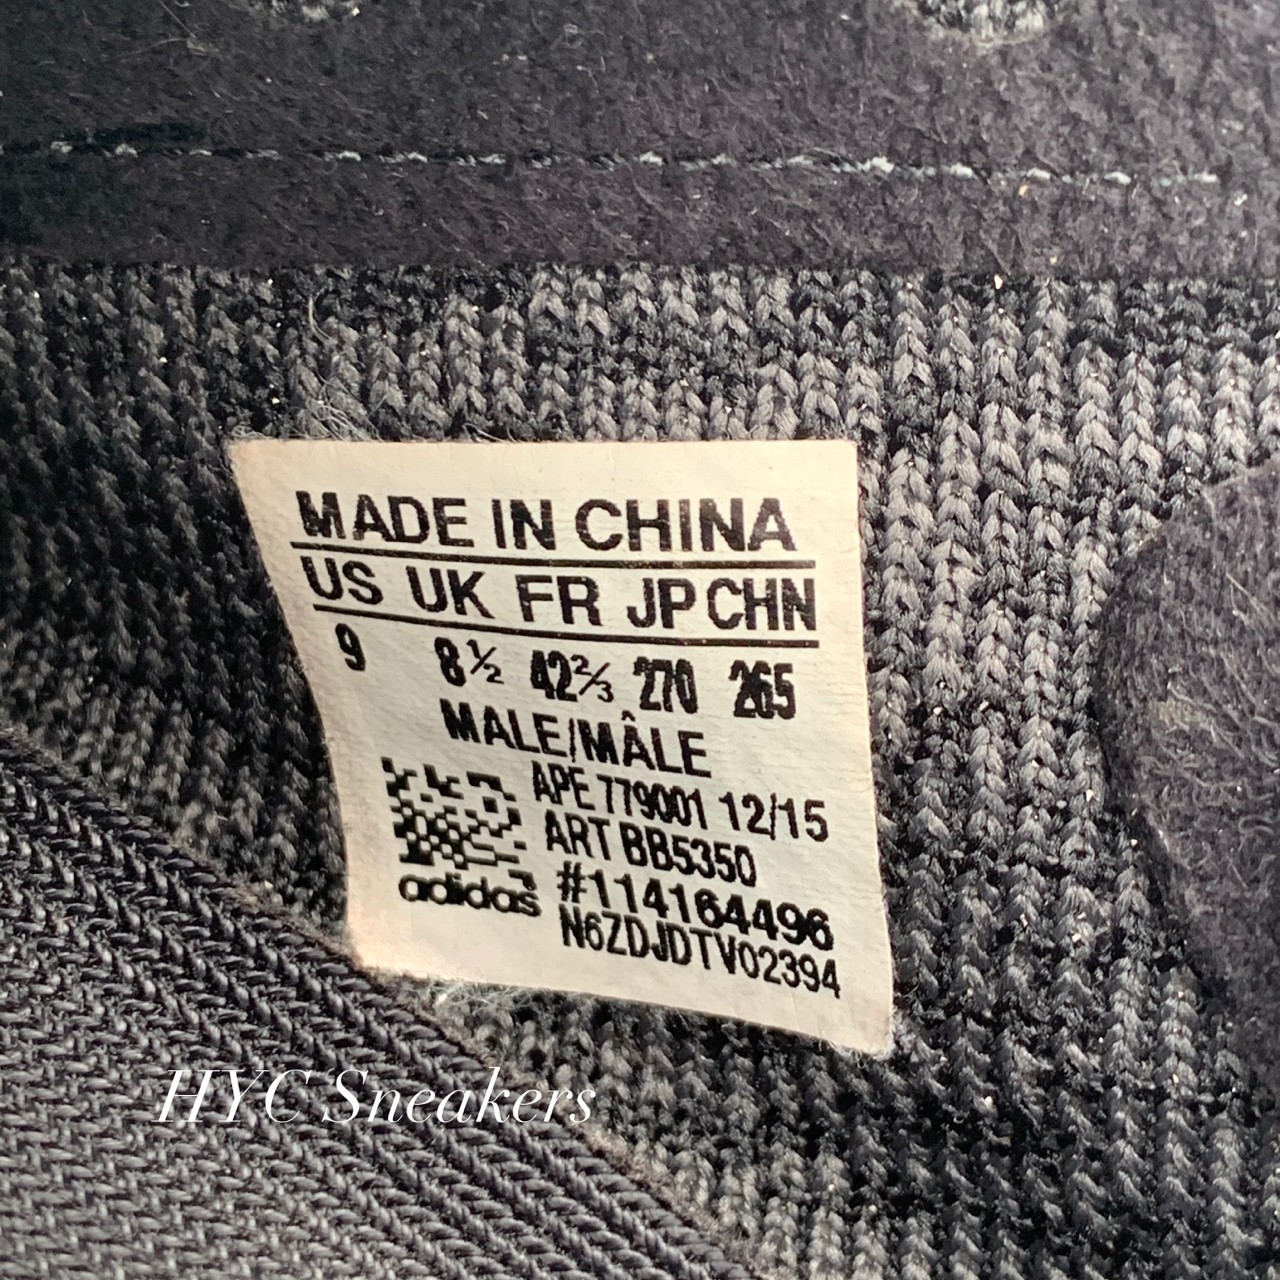 MADE IN CHINA
US UK FR JP CHN
9 8½ 42⅔ 270 265
MALE/MÂLE
APE 779001 12/15
ART BB5350
#114164496
N6ZDJDTV02394
adidas
HYC Sneakers